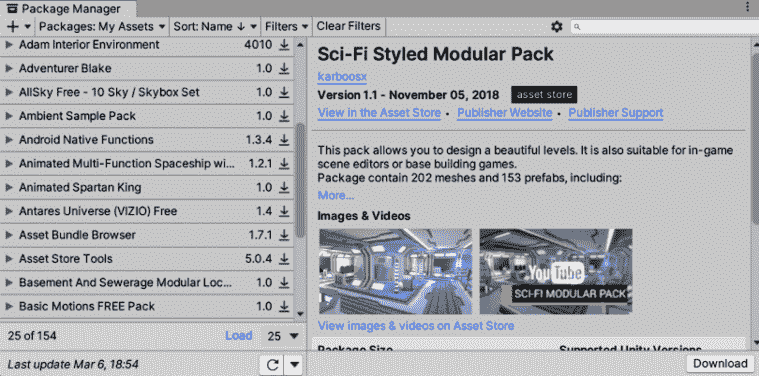 Package Manager
+ Packages: My Assets Sort: Name ↓ Filters Clear Filters
Adam Interior Environment 4010
Adventurer Blake 1.0
AllSky Free - 10 Sky / Skybox Set 1.0
Ambient Sample Pack 1.0
Android Native Functions 1.3.4
Animated Multi-Function Spaceship wi... 1.2.1
Animated Spartan King 1.0
Antares Universe (VIZIO) Free 1.4
Asset Bundle Browser 1.7.1
Asset Store Tools 5.0.4
Basement And Sewerage Modular Loc... 1.0
Basic Motions FREE Pack 1.0
25 of 154 Load 25
Last update Mar 6, 18:54
Sci-Fi Styled Modular Pack
karboosx
Version 1.1 - November 05, 2018 asset store
View in the Asset Store • Publisher Website • Publisher Support
This pack allows you to design a beautiful levels. It is also suitable for in-game
scene editors or base building games.
Package contain 202 meshes and 153 prefabs, including:
More...
Images & Videos
YouTube
SCI-FI MODULAR PACK
View images & videos on Asset Store
Package Size Supported Unity Versions
Download